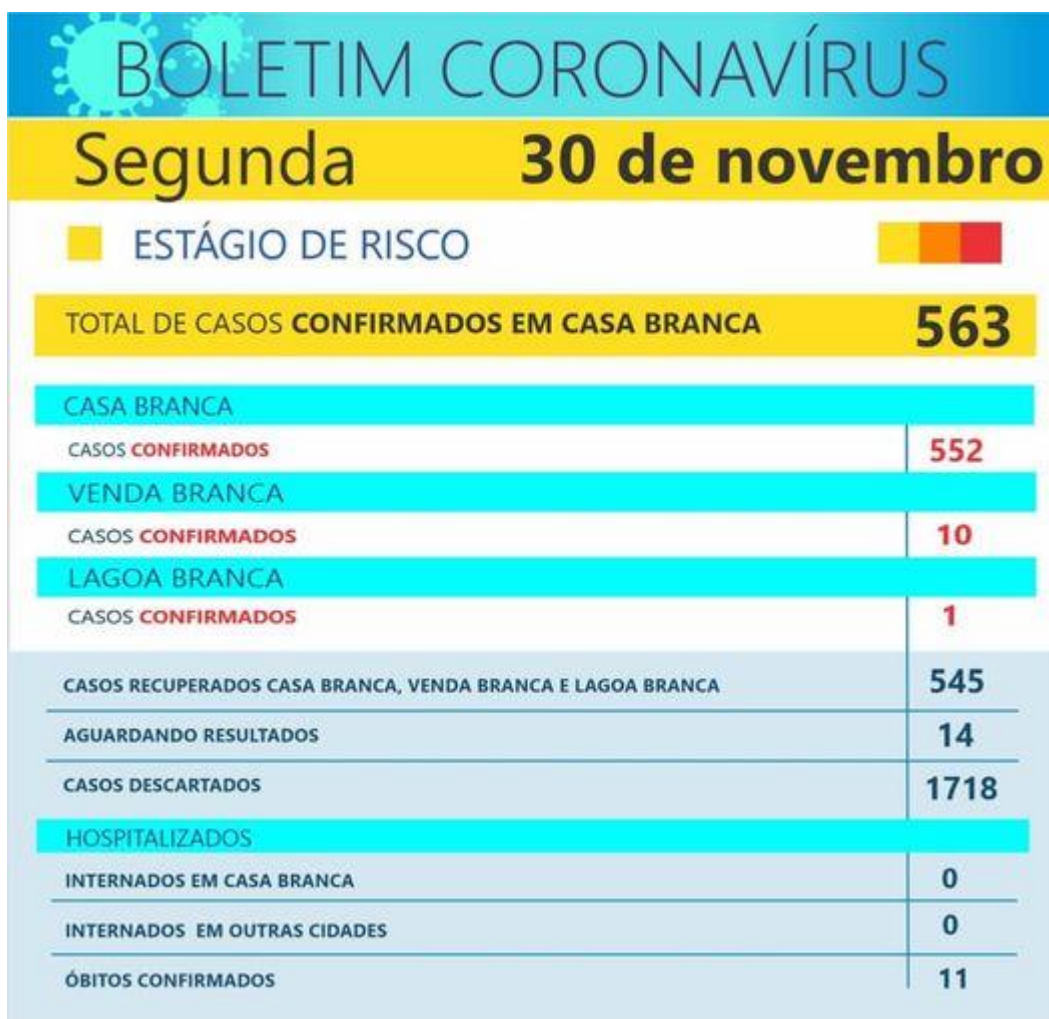 BOLETIM CORONAVÍRUS
Segunda 30 de novembro
ESTÁGIO DE RISCO
TOTAL DE CASOS CONFIRMADOS EM CASA BRANCA 563
CASA BRANCA
CASOS CONFIRMADOS 552
VENDA BRANCA
CASOS CONFIRMADOS 10
LAGOA BRANCA
CASOS CONFIRMADOS 1
CASOS RECUPERADOS CASA BRANCA, VENDA BRANCA E LAGOA BRANCA 545
AGUARDANDO RESULTADOS 14
CASOS DESCARTADOS 1718
HOSPITALIZADOS
INTERNADOS EM CASA BRANCA 0
INTERNADOS EM OUTRAS CIDADES 0
ÓBITOS CONFIRMADOS 11